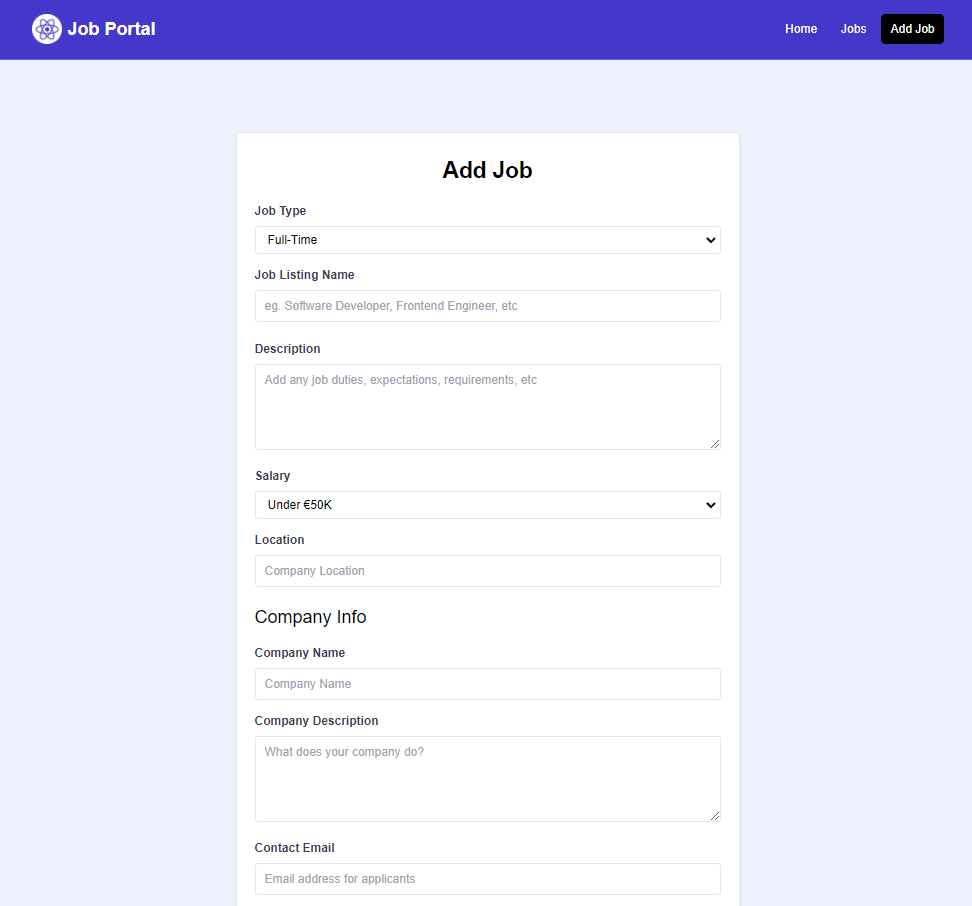 Job Portal
Home Jobs Add Job
Add Job
Job Type
Full-Time
Job Listing Name
eg. Software Developer, Frontend Engineer, etc
Description
Add any job duties, expectations, requirements, etc
Salary
Under €50K
Location
Company Location
Company Info
Company Name
Company Name
Company Description
What does your company do?
Contact Email
Email address for applicants